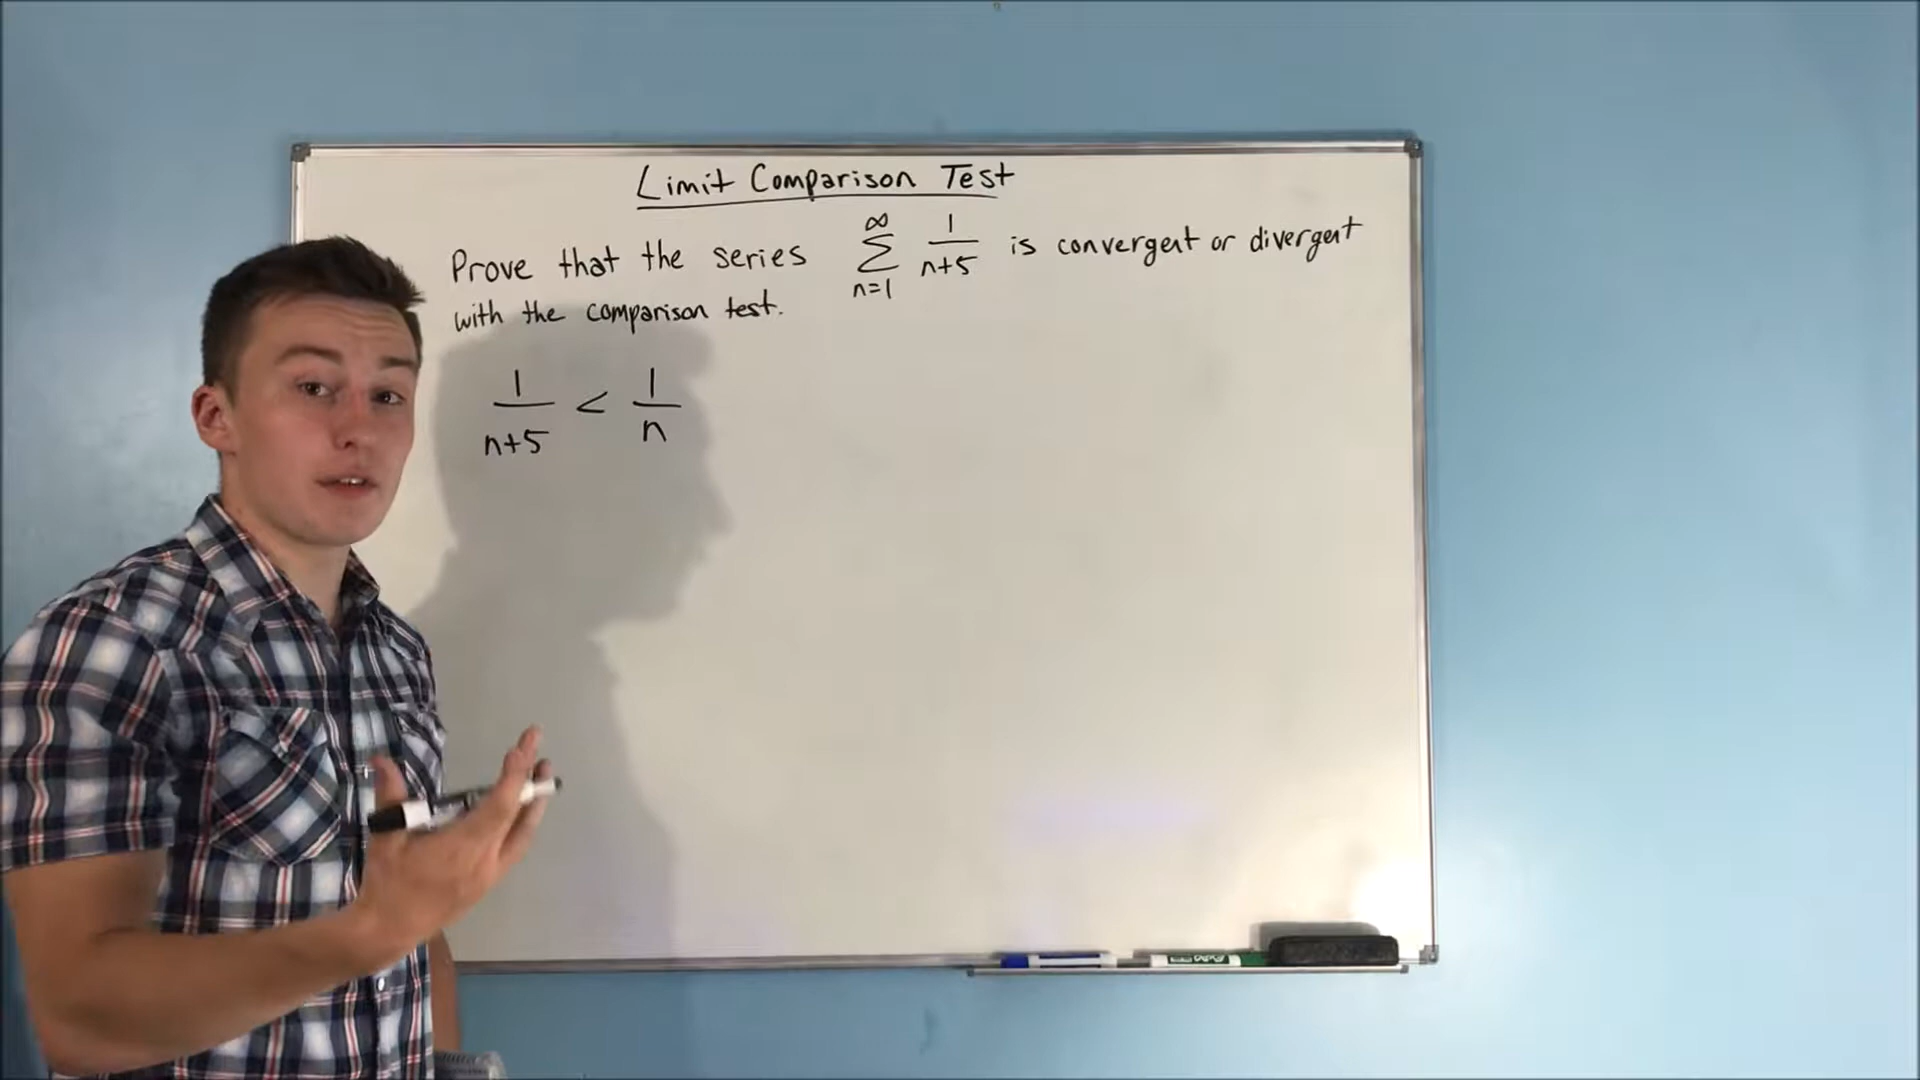 Limit Comparison Test
Prove that the series ∞ ∑ n=1 1/(n+5) is convergent or divergent
with the comparison test.
1/(n+5) < 1/n
EXPO